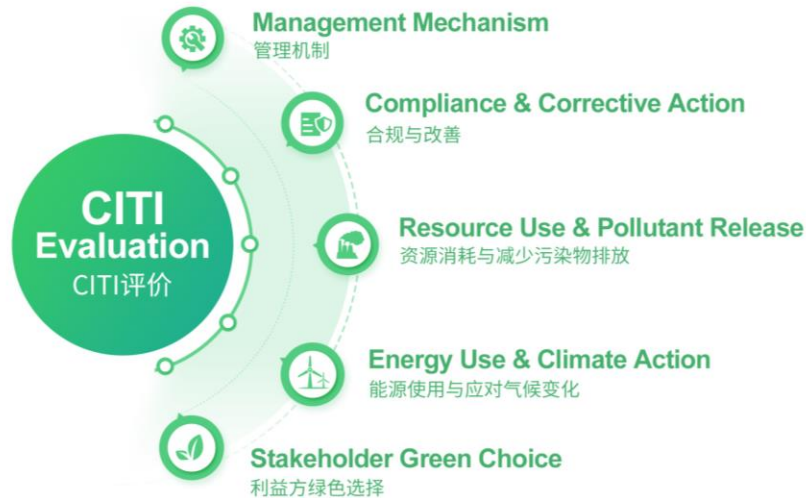 Management Mechanism
管理机制
Compliance & Corrective Action
合规与改善
CITI
Evaluation
CITI评价
Resource Use & Pollutant Release
资源消耗与减少污染物排放
Energy Use & Climate Action
能源使用与应对气候变化
Stakeholder Green Choice
利益方绿色选择